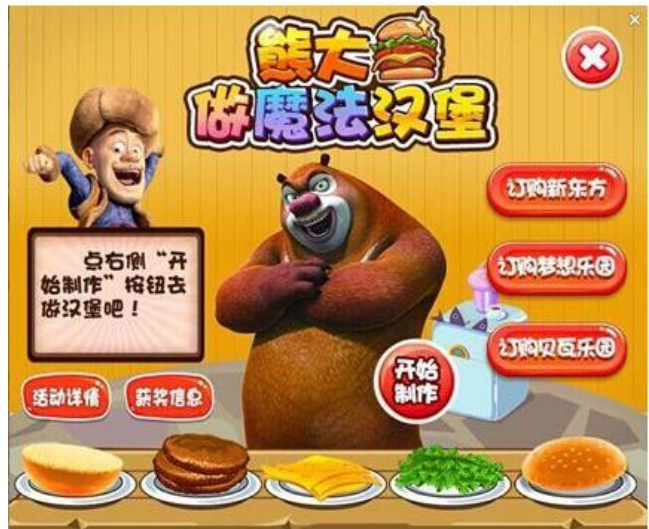 熊大
做魔法汉堡
订购新东方
点右侧“开
始制作”按钮去
做汉堡吧！
订购梦想乐园
订购贝瓦乐园
开始
制作
活动详情
获奖信息